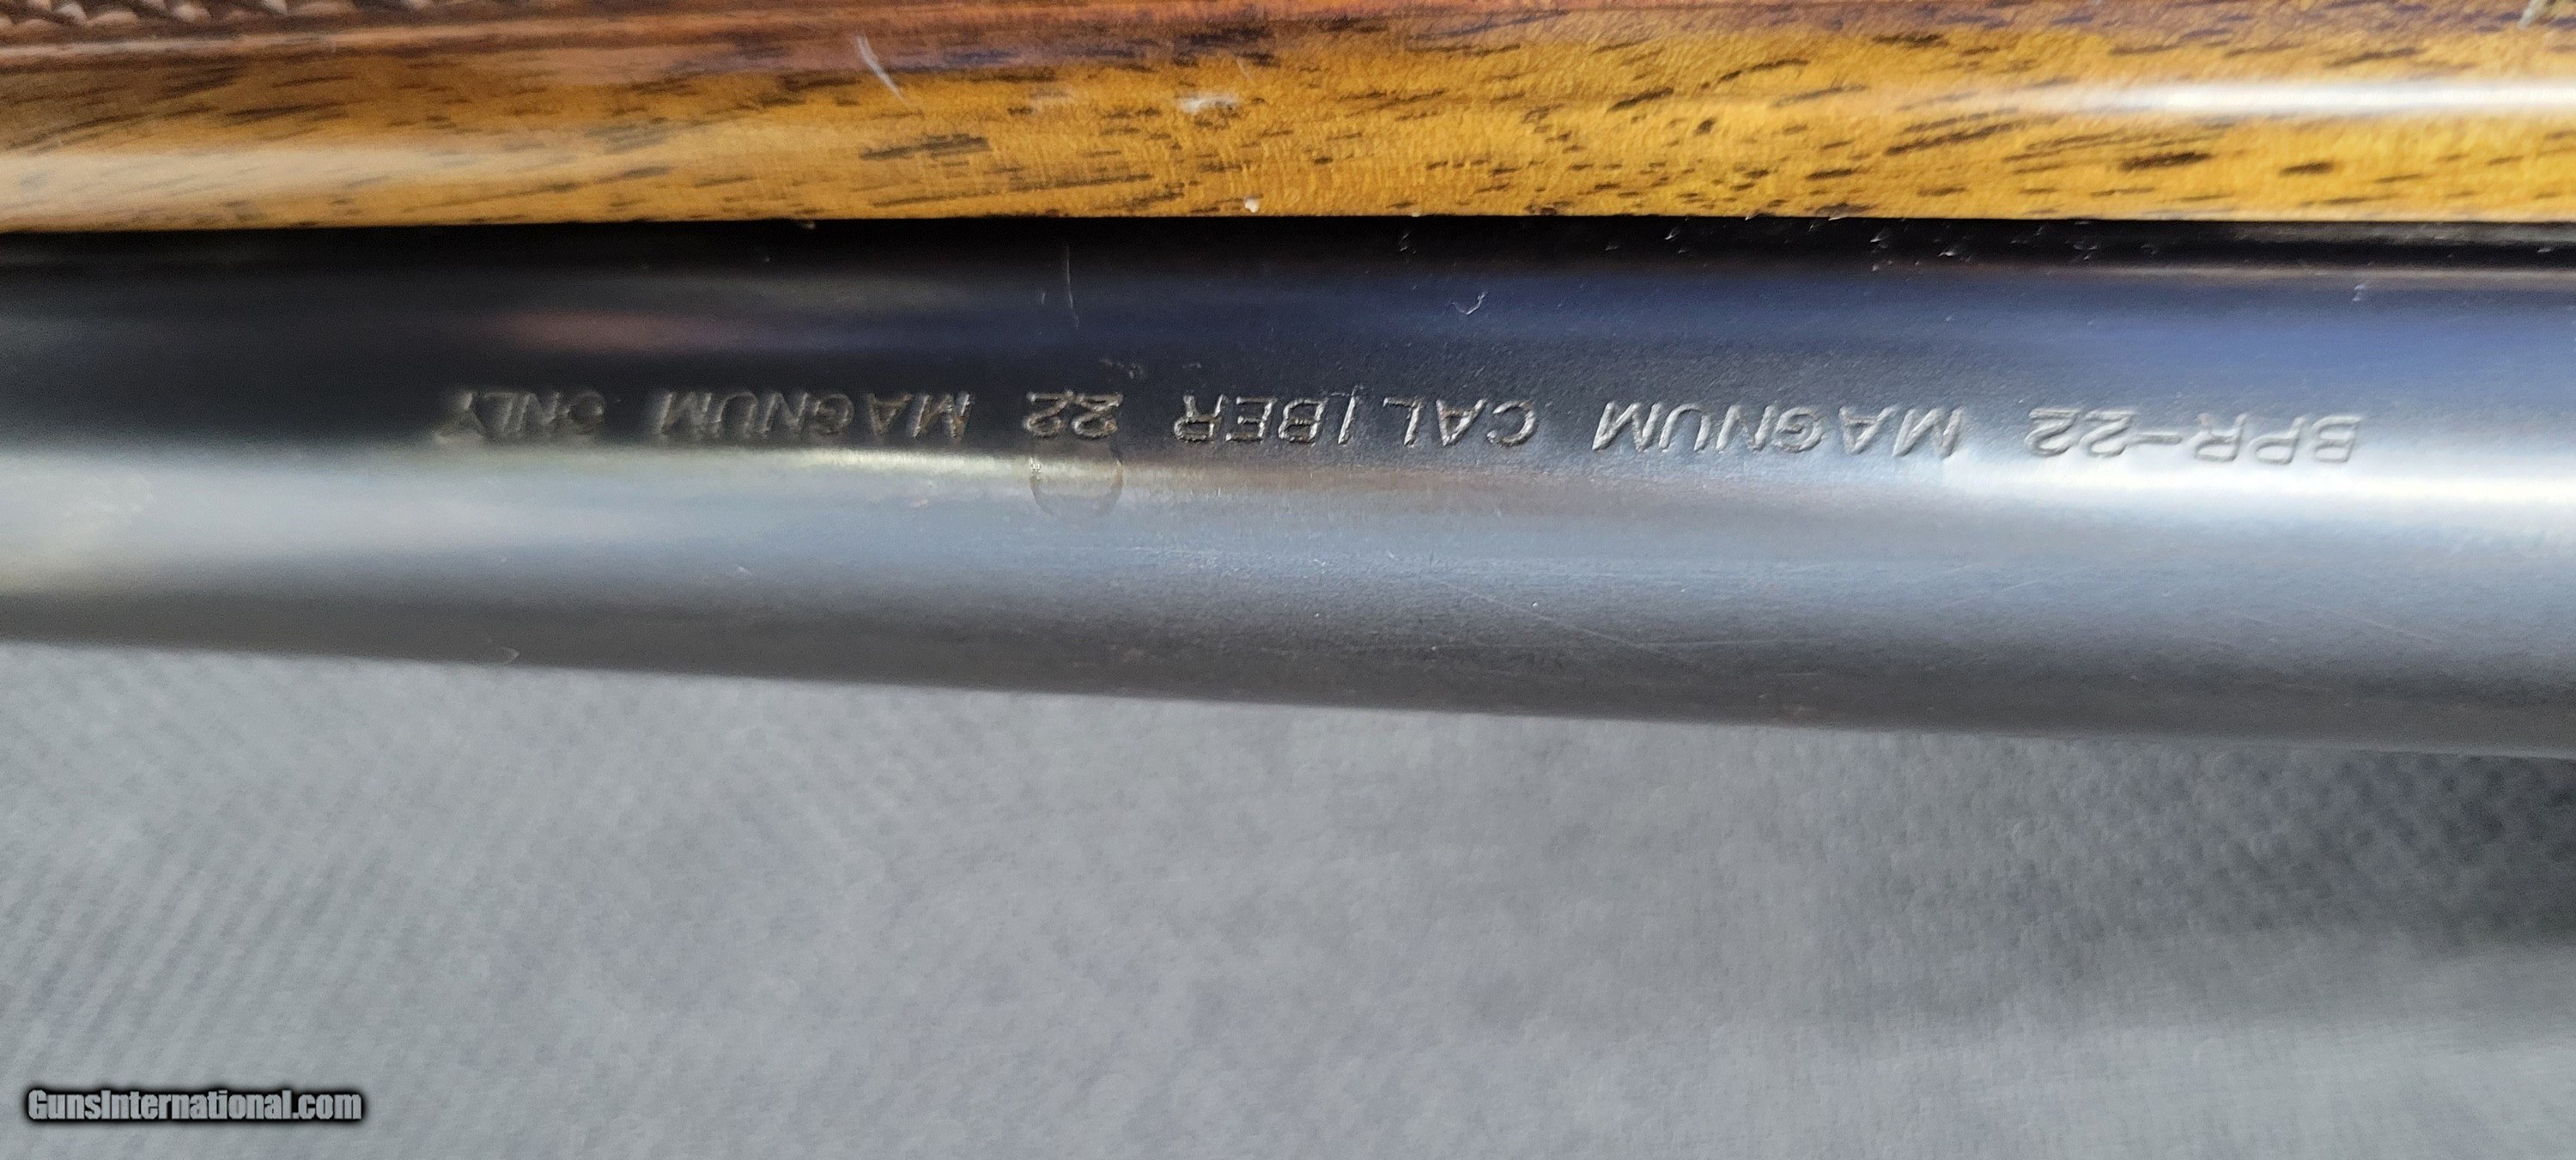 BPR-22 MAGNUM CALIBER 22 MAGNUM ONLY
GunsInternational.com